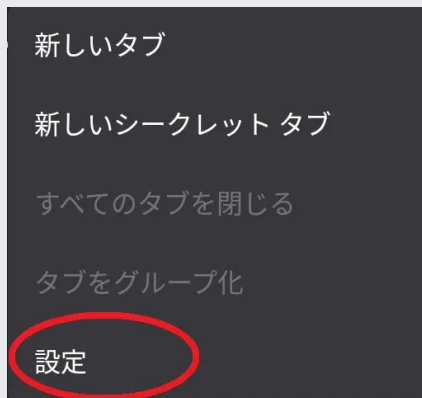 新しいタブ
新しいシークレット タブ
すべてのタブを閉じる
タブをグループ化
設定